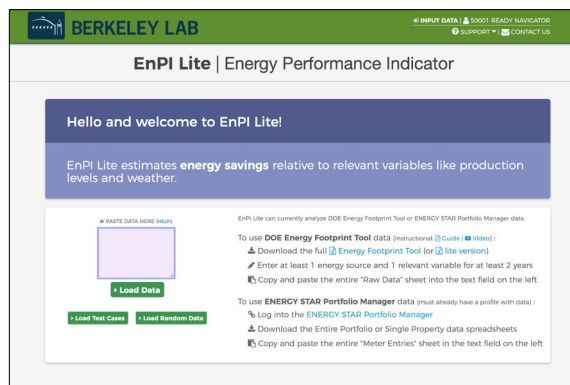 BERKELEY LAB
INPUT DATA | 50001 READY NAVIGATOR
SUPPORT | CONTACT US
EnPI Lite | Energy Performance Indicator
Hello and welcome to EnPI Lite!
EnPI Lite estimates energy savings relative to relevant variables like production
levels and weather.
PASTE DATA HERE (HELP):
Load Data
Load Test Cases
Load Random Data
EnPI Lite can currently analyze DOE Energy Footprint Tool or ENERGY STAR Portfolio Manager data.
To use DOE Energy Footprint Tool data (instructional: Guide | Video) :
Download the full Energy Footprint Tool (or lite version)
Enter at least 1 energy source and 1 relevant variable for at least 2 years
Copy and paste the entire "Raw Data" sheet into the text field on the left
To use ENERGY STAR Portfolio Manager data (must already have a profile with data) :
Log into the ENERGY STAR Portfolio Manager
Download the Entire Portfolio or Single Property data spreadsheets
Copy and paste the entire "Meter Entries" sheet in the text field on the left